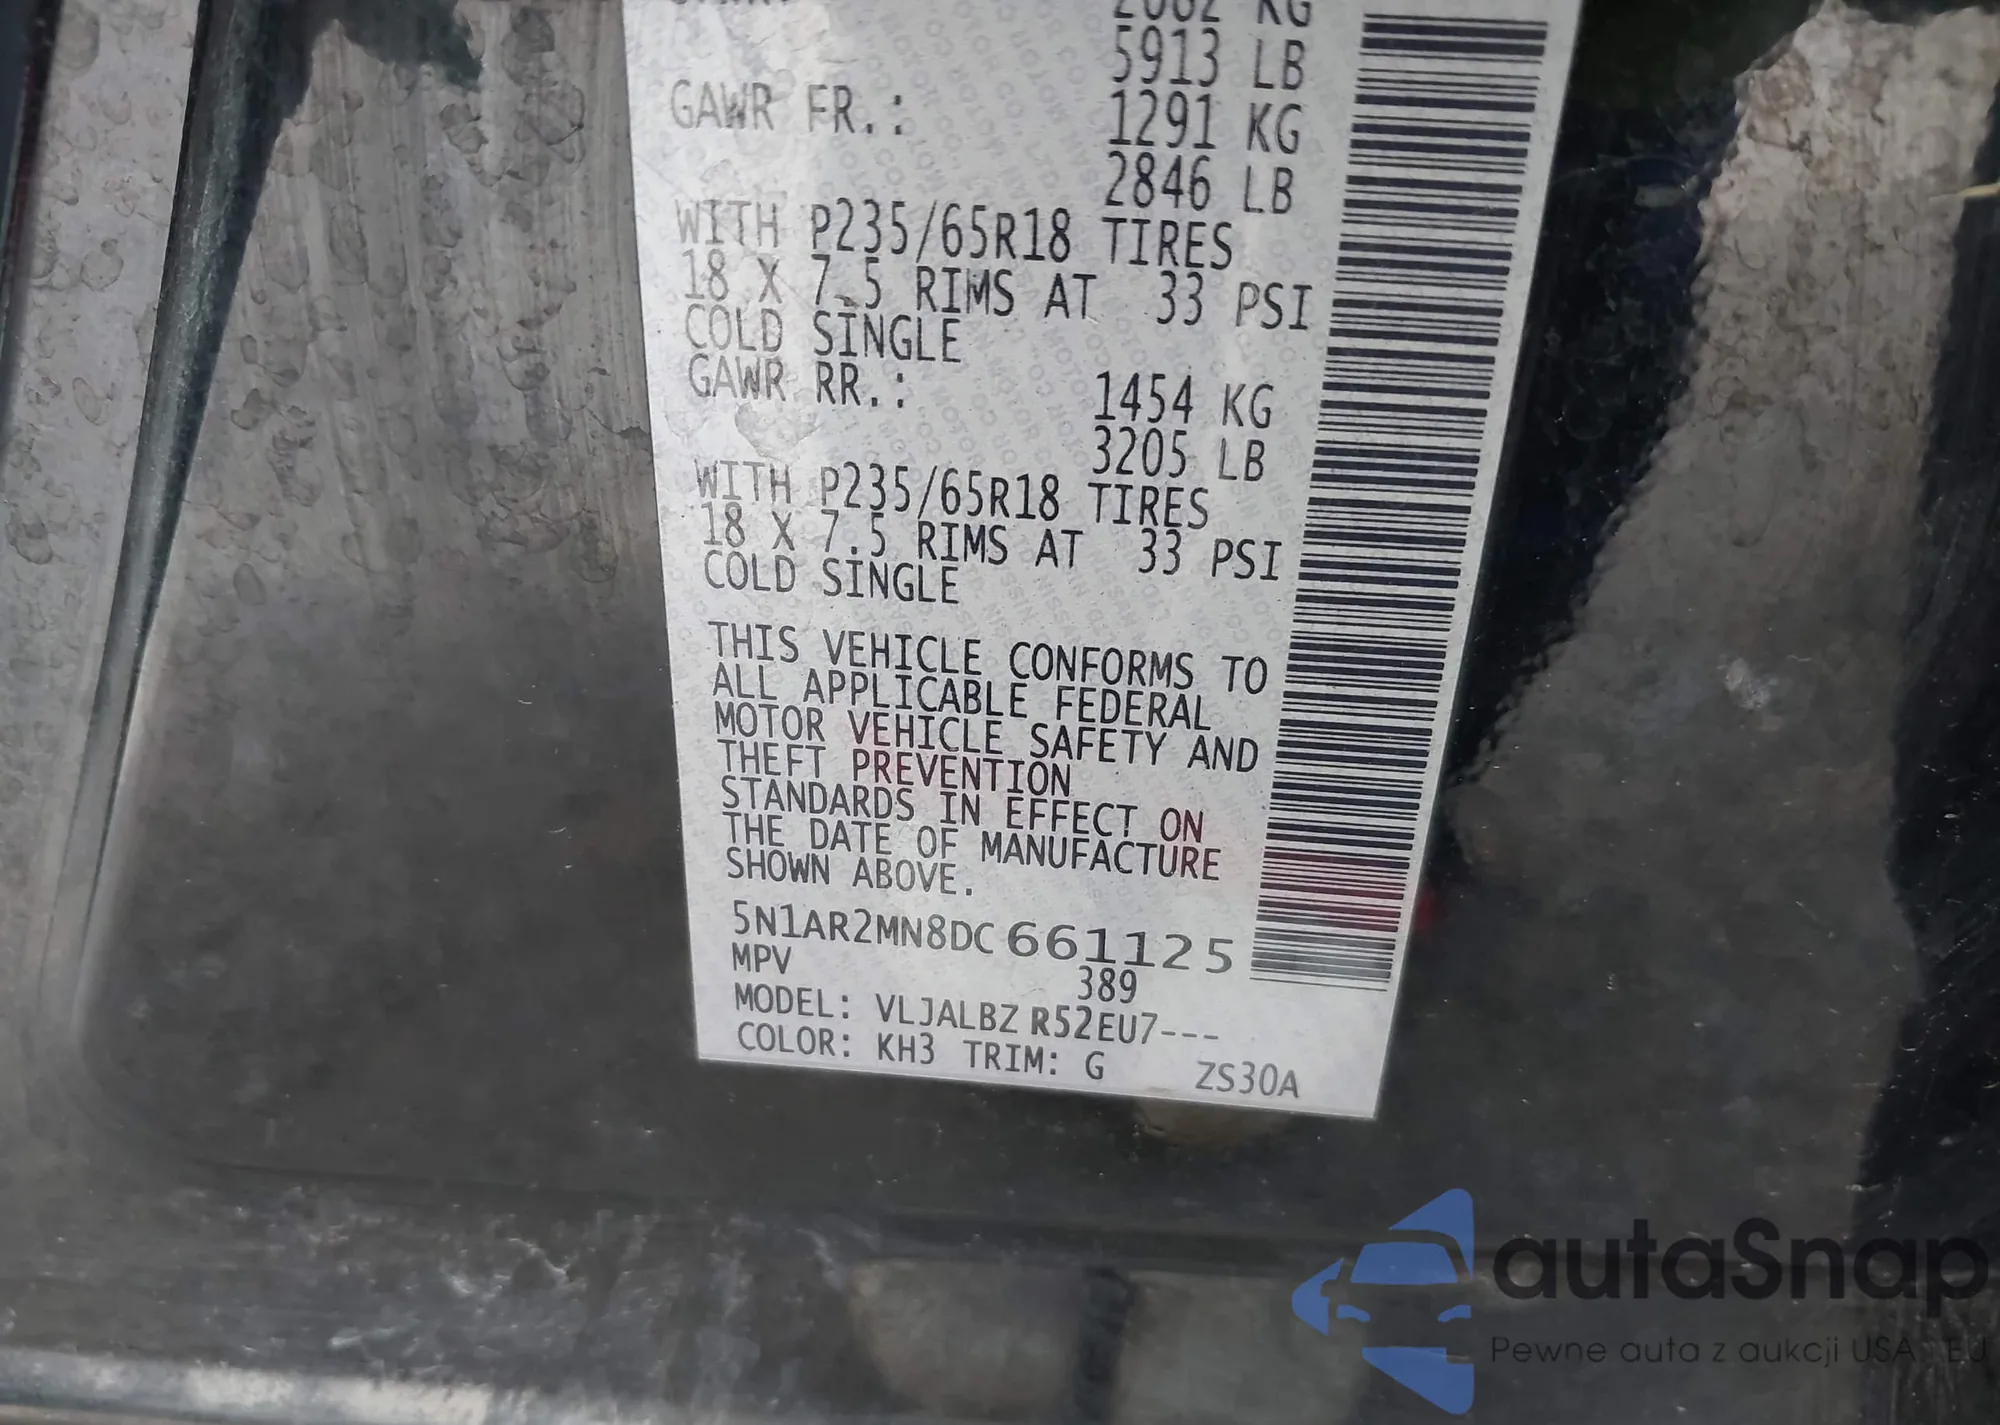 2682 KG
5913 LB
GAWR FR.: 1291 KG
2846 LB
WITH P235/65R18 TIRES
18 X 7.5 RIMS AT 33 PSI
COLD SINGLE
GAWR RR.: 1454 KG
3205 LB
WITH P235/65R18 TIRES
18 X 7.5 RIMS AT 33 PSI
COLD SINGLE
THIS VEHICLE CONFORMS TO
ALL APPLICABLE FEDERAL
MOTOR VEHICLE SAFETY AND
THEFT PREVENTION
STANDARDS IN EFFECT ON
THE DATE OF MANUFACTURE
SHOWN ABOVE.
5N1AR2MN8DC661125
MPV 389
MODEL: VLJALBZ R52EU7---
COLOR: KH3 TRIM: G ZS30A
autaSnap
Pewne auta z aukcji USA i EU